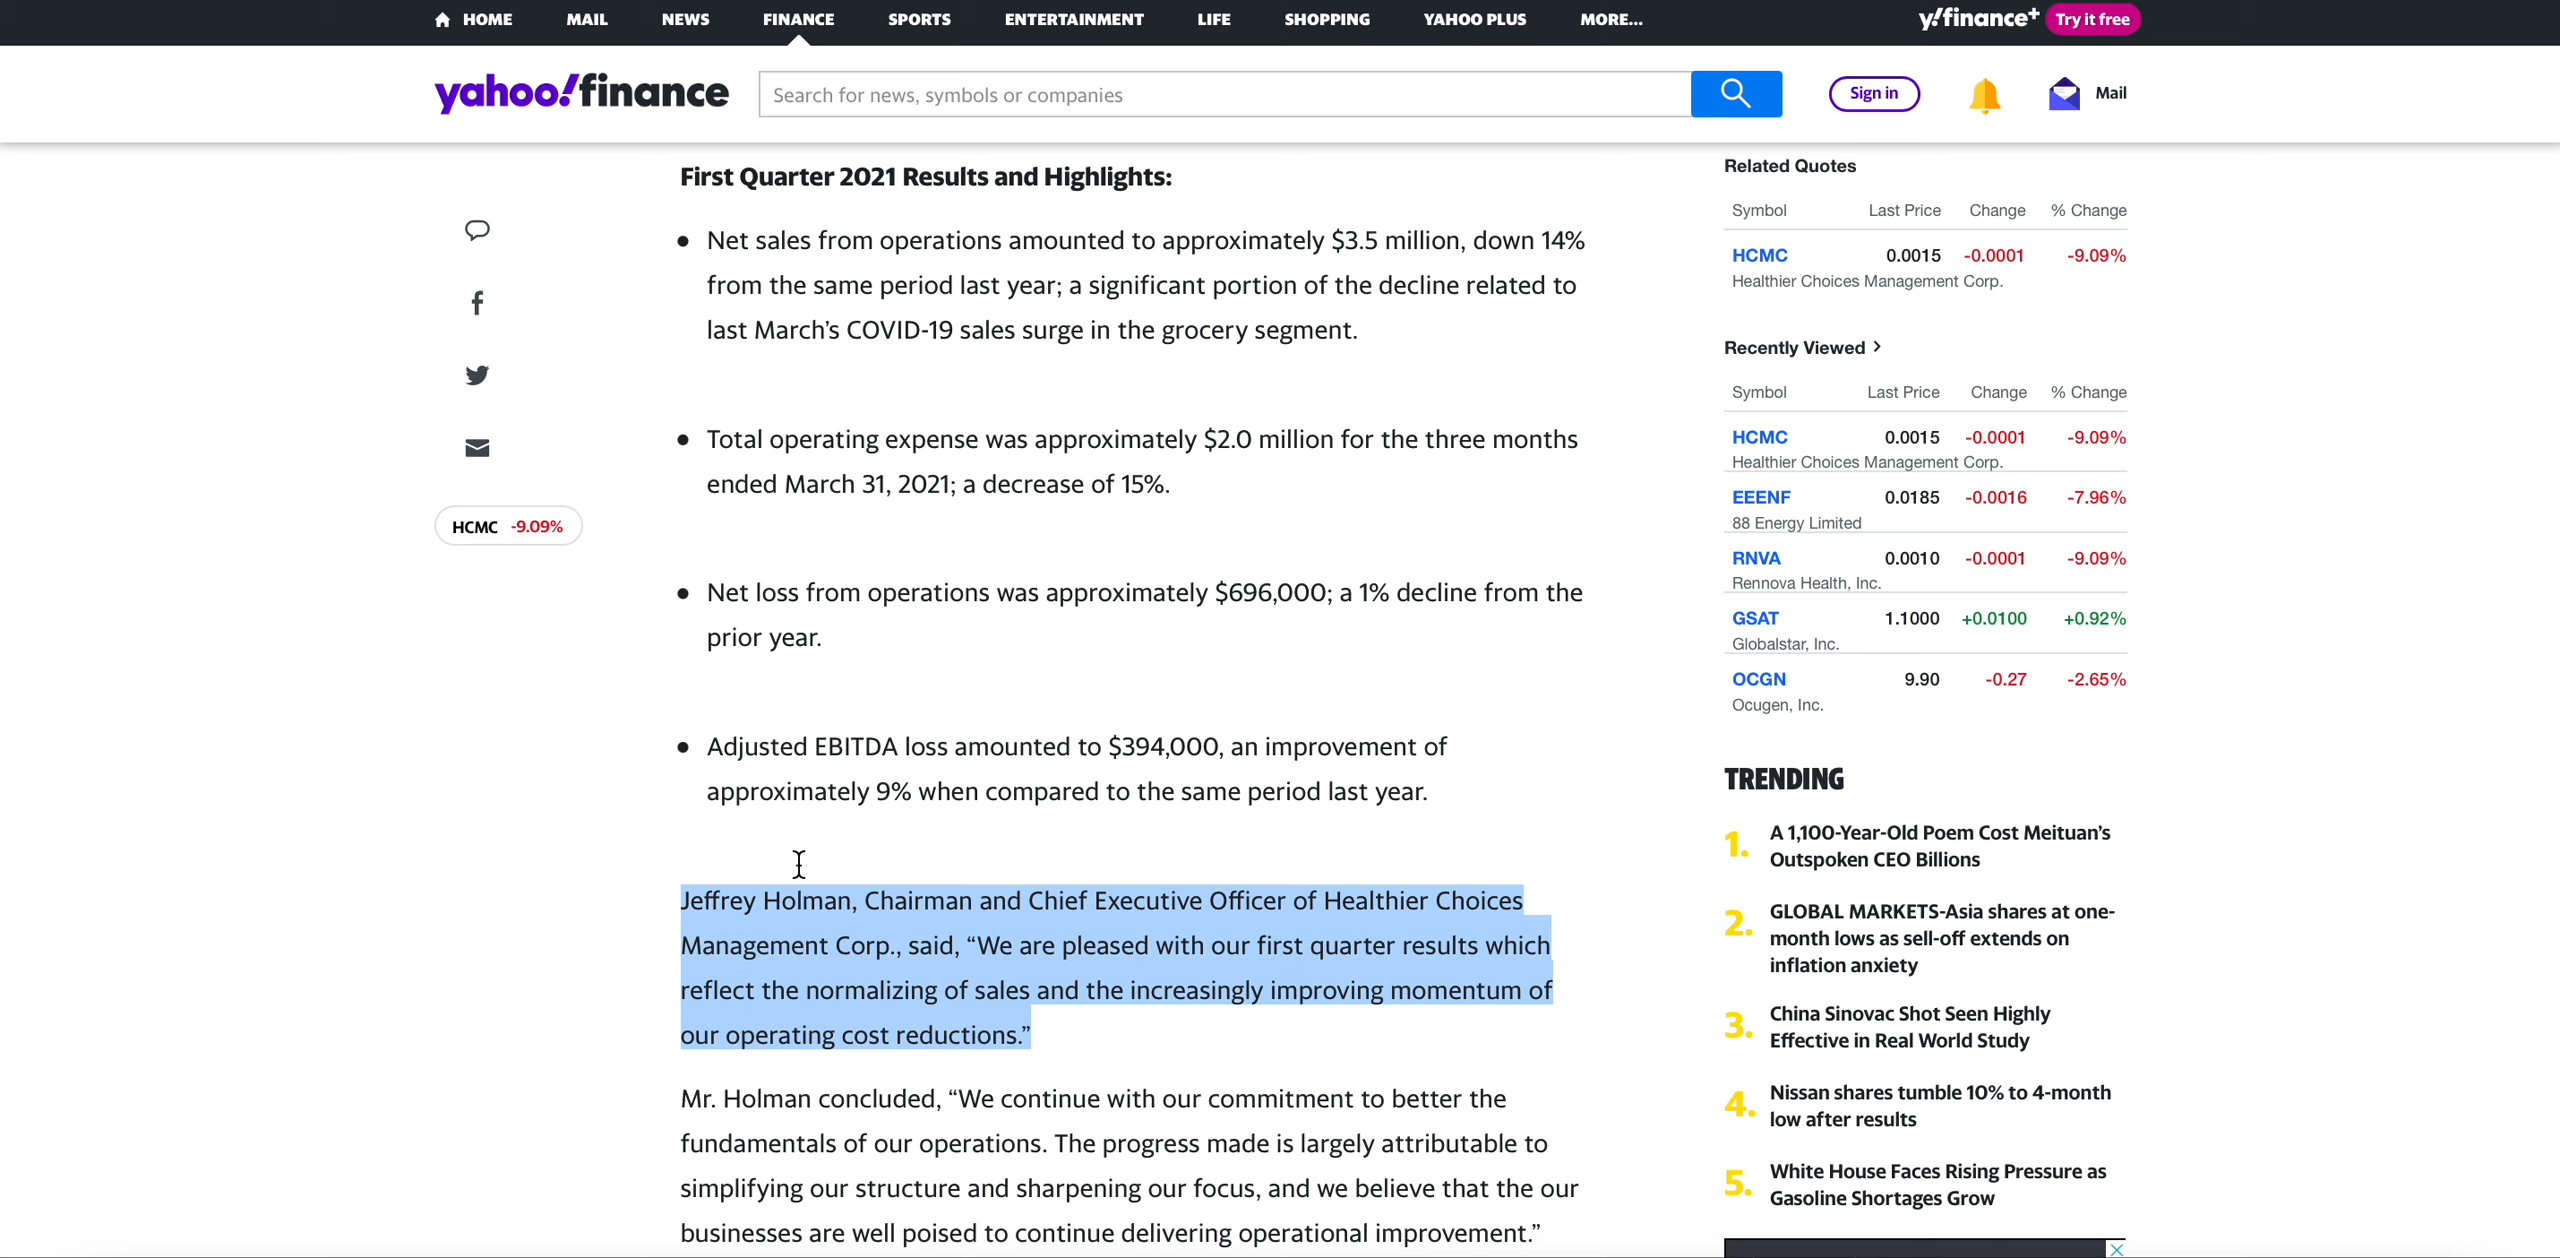 HOME MAIL NEWS FINANCE SPORTS ENTERTAINMENT LIFE SHOPPING YAHOO PLUS MORE... y!finance+ Try it free
yahoo!finance Search for news, symbols or companies Sign in Mail
First Quarter 2021 Results and Highlights:
Net sales from operations amounted to approximately $3.5 million, down 14%
from the same period last year; a significant portion of the decline related to
last March’s COVID-19 sales surge in the grocery segment.
Total operating expense was approximately $2.0 million for the three months
ended March 31, 2021; a decrease of 15%.
HCMC -9.09%
Net loss from operations was approximately $696,000; a 1% decline from the
prior year.
Adjusted EBITDA loss amounted to $394,000, an improvement of
approximately 9% when compared to the same period last year.
Jeffrey Holman, Chairman and Chief Executive Officer of Healthier Choices
Management Corp., said, “We are pleased with our first quarter results which
reflect the normalizing of sales and the increasingly improving momentum of
our operating cost reductions.”
Mr. Holman concluded, “We continue with our commitment to better the
fundamentals of our operations. The progress made is largely attributable to
simplifying our structure and sharpening our focus, and we believe that the our
businesses are well poised to continue delivering operational improvement.”
Related Quotes
Symbol Last Price Change % Change
HCMC 0.0015 -0.0001 -9.09%
Healthier Choices Management Corp.
Recently Viewed >
Symbol Last Price Change % Change
HCMC 0.0015 -0.0001 -9.09%
Healthier Choices Management Corp.
EEENF 0.0185 -0.0016 -7.96%
88 Energy Limited
RNVA 0.0010 -0.0001 -9.09%
Rennova Health, Inc.
GSAT 1.1000 +0.0100 +0.92%
Globalstar, Inc.
OCGN 9.90 -0.27 -2.65%
Ocugen, Inc.
TRENDING
1. A 1,100-Year-Old Poem Cost Meituan’s
Outspoken CEO Billions
2. GLOBAL MARKETS-Asia shares at one-
month lows as sell-off extends on
inflation anxiety
3. China Sinovac Shot Seen Highly
Effective in Real World Study
4. Nissan shares tumble 10% to 4-month
low after results
5. White House Faces Rising Pressure as
Gasoline Shortages Grow